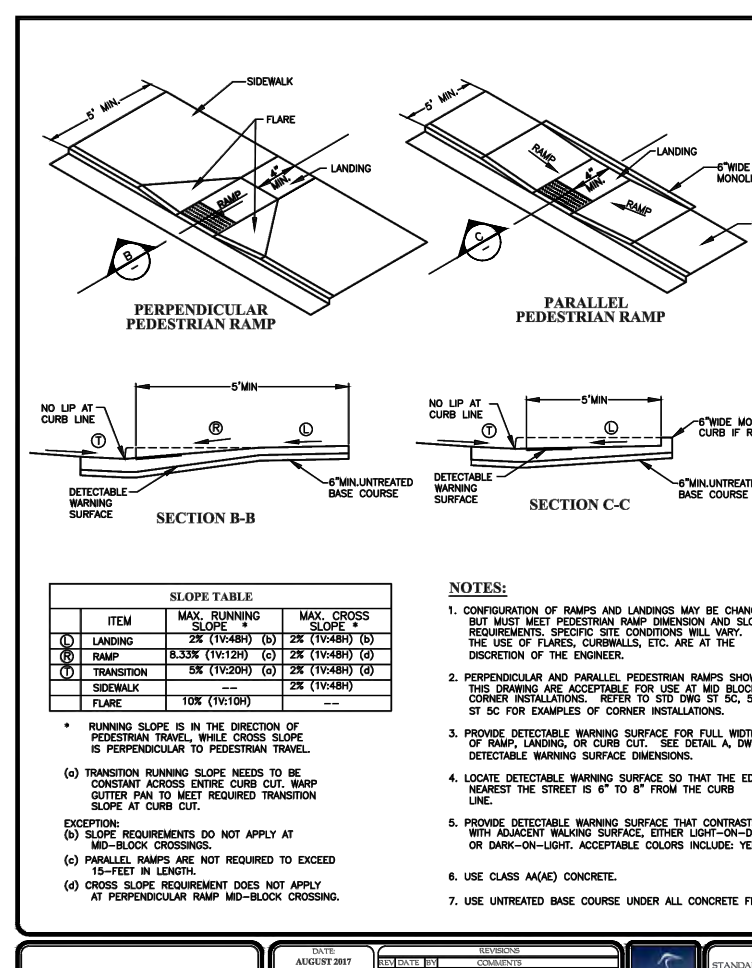 5' MIN.
SIDEWALK
FLARE
4"
MIN.
LANDING
RAMP
B
PERPENDICULAR
PEDESTRIAN RAMP
5' MIN.
RAMP
LANDING
4"
MIN.
6"WIDE
RAMP
C
PARALLEL
PEDESTRIAN RAMP
5'MIN
NO LIP AT
CURB LINE
T
R
L
DETECTABLE
WARNING
SURFACE
6"MIN.UNTREATED
BASE COURSE
SECTION B-B
5'MIN
NO LIP AT
CURB LINE
T
L
6"WIDE
CURB IF
DETECTABLE
WARNING
SURFACE
6"MIN.
BASE COURSE
SECTION C-C
SLOPE TABLE
ITEM MAX. RUNNING SLOPE * MAX. CROSS SLOPE *
L LANDING 2% (1V:48H) (b) 2% (1V:48H) (b)
R RAMP 8.33% (1V:12H) (c) 2% (1V:48H) (d)
T TRANSITION 5% (1V:20H) (a) 2% (1V:48H) (d)
SIDEWALK -- 2% (1V:48H)
FLARE 10% (1V:10H) --
* RUNNING SLOPE IS IN THE DIRECTION OF
PEDESTRIAN TRAVEL, WHILE CROSS SLOPE
IS PERPENDICULAR TO PEDESTRIAN TRAVEL.
(a) TRANSITION RUNNING SLOPE NEEDS TO BE
CONSTANT ACROSS ENTIRE CURB CUT. WARP
GUTTER PAN TO MEET REQUIRED TRANSITION
SLOPE AT CURB CUT.
EXCEPTION:
(b) SLOPE REQUIREMENTS DO NOT APPLY AT
MID-BLOCK CROSSINGS.
(c) PARALLEL RAMPS ARE NOT REQUIRED TO EXCEED
15-FEET IN LENGTH.
(d) CROSS SLOPE REQUIREMENT DOES NOT APPLY
AT PERPENDICULAR RAMP MID-BLOCK CROSSING.
NOTES:
1. CONFIGURATION OF RAMPS AND LANDINGS MAY BE
BUT MUST MEET PEDESTRIAN RAMP DIMENSION AND
REQUIREMENTS. SPECIFIC SITE CONDITIONS WILL VARY.
THE USE OF FLARES, CURBWALLS, ETC. ARE AT THE
DISCRETION OF THE ENGINEER.
2. PERPENDICULAR AND PARALLEL PEDESTRIAN RAMPS
THIS DRAWING ARE ACCEPTABLE FOR USE AT MID
CORNER INSTALLATIONS. REFER TO STD DWG ST 5C,
ST 5C FOR EXAMPLES OF CORNER INSTALLATIONS.
3. PROVIDE DETECTABLE WARNING SURFACE FOR FULL
OF RAMP, LANDING, OR CURB CUT. SEE DETAIL A,
DETECTABLE WARNING SURFACE DIMENSIONS.
4. LOCATE DETECTABLE WARNING SURFACE SO THAT THE
NEAREST THE STREET IS 6" TO 8" FROM THE CURB
LINE.
5. PROVIDE DETECTABLE WARNING SURFACE THAT
WITH ADJACENT WALKING SURFACE, EITHER
OR DARK-ON-LIGHT. ACCEPTABLE COLORS INCLUDE:
6. USE CLASS AA(AE) CONCRETE.
7. USE UNTREATED BASE COURSE UNDER ALL CONCRETE
DATE:
AUGUST 2017
REVISIONS
REV DATE BY COMMENTS